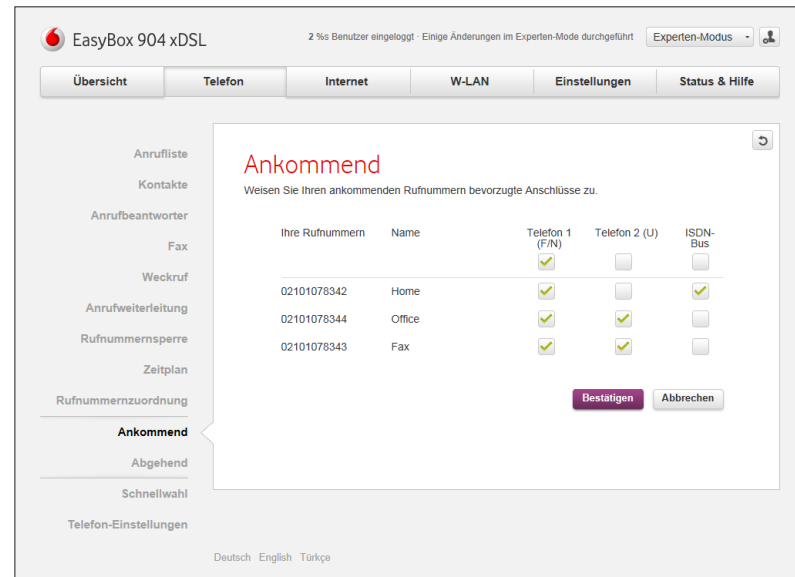 EasyBox 904 xDSL
2 %s Benutzer eingeloggt · Einige Änderungen im Experten-Mode durchgeführt
Experten-Modus
Übersicht Telefon Internet W-LAN Einstellungen Status & Hilfe
Anrufliste
Kontakte
Anrufbeantworter
Fax
Weckruf
Anrufweiterleitung
Rufnummernsperre
Zeitplan
Rufnummernzuordnung
Ankommend
Abgehend
Schnellwahl
Telefon-Einstellungen
Ankommend
Weisen Sie Ihren ankommenden Rufnummern bevorzugte Anschlüsse zu.
Ihre Rufnummern Name Telefon 1 Telefon 2 (U) ISDN-
(F/N) Bus
02101078342 Home
02101078344 Office
02101078343 Fax
Bestätigen Abbrechen
Deutsch English Türkçe